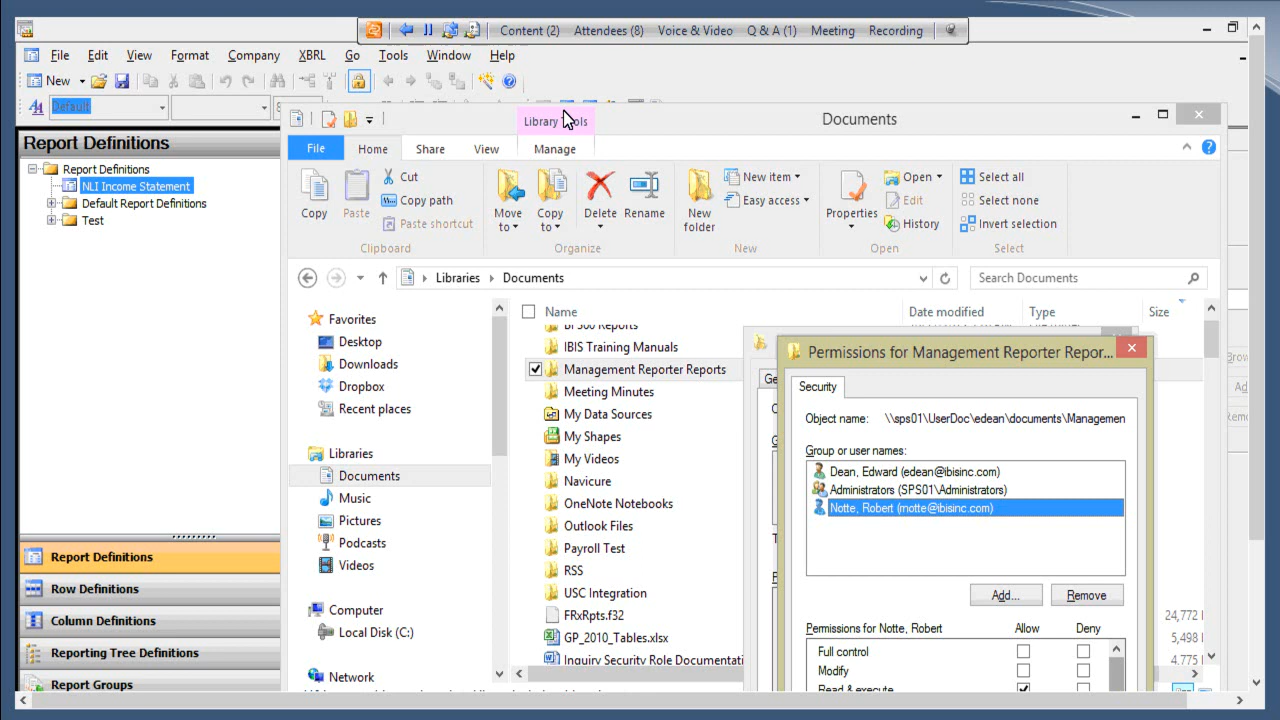 Content (2) Attendees (8) Voice & Video Q & A (1) Meeting Recording
File Edit View Format Company XBRL Go Tools Window Help
New
Default
Report Definitions
Report Definitions
NLI Income Statement
Default Report Definitions
Test
Report Definitions
Row Definitions
Column Definitions
Reporting Tree Definitions
Report Groups
Documents
File Home Share View Manage
Copy
Paste
Cut
Copy path
Paste shortcut
Clipboard
Move to
Copy to
Delete
Rename
Organize
New folder
New item
Easy access
New
Properties
Open
Edit
History
Open
Select all
Select none
Invert selection
Select
Libraries Documents
Search Documents
Favorites
Desktop
Downloads
Dropbox
Recent places
Libraries
Documents
Music
Pictures
Podcasts
Videos
Computer
Local Disk (C:)
Network
Name Date modified Type Size
IBIS Training Manuals
Management Reporter Reports
Meeting Minutes
My Data Sources
My Shapes
My Videos
Navicure
OneNote Notebooks
Outlook Files
Payroll Test
RSS
USC Integration
FRxRpts.f32
GP_2010_Tables.xlsx
Inquiry Security Role Documentati
24,772
5,498
4,775
Permissions for Management Reporter Repor...
Security
Object name: \\sps01\UserDoc\edean\documents\Managemen
Group or user names:
Dean, Edward (edean@ibisinc.com)
Administrators (SPS01\Administrators)
Notte, Robert (rnotte@ibisinc.com)
Add... Remove
Permissions for Notte, Robert Allow Deny
Full control
Modify
Read & execute